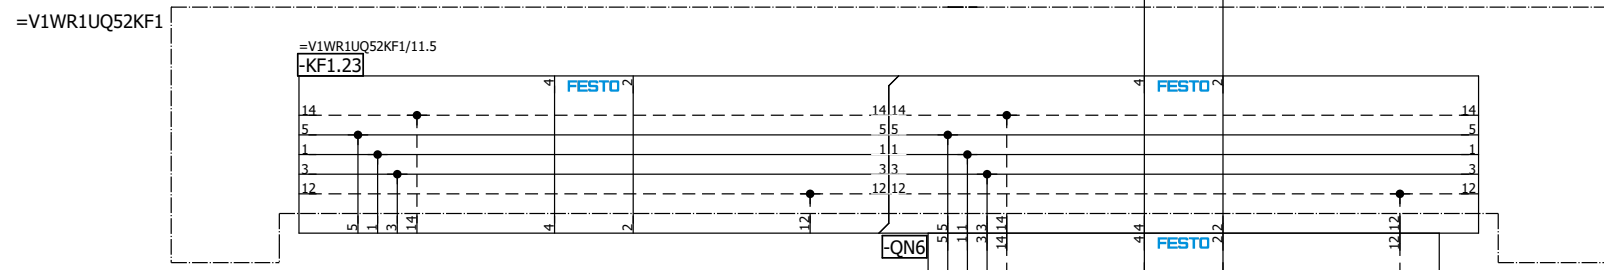 =V1WR1UQ52KF1
=V1WR1UQ52KF1/11.5
-KF1.23
4 FESTO 2 4 FESTO 2
14 14 14 14
5 5 5 5
1 1 1 1
3 3 3 3
12 12 12 12
5 1 3 14 4 2 12 5 1 3 14 4 2 12
-QN6 5 1 3 14 4 FESTO 2 12